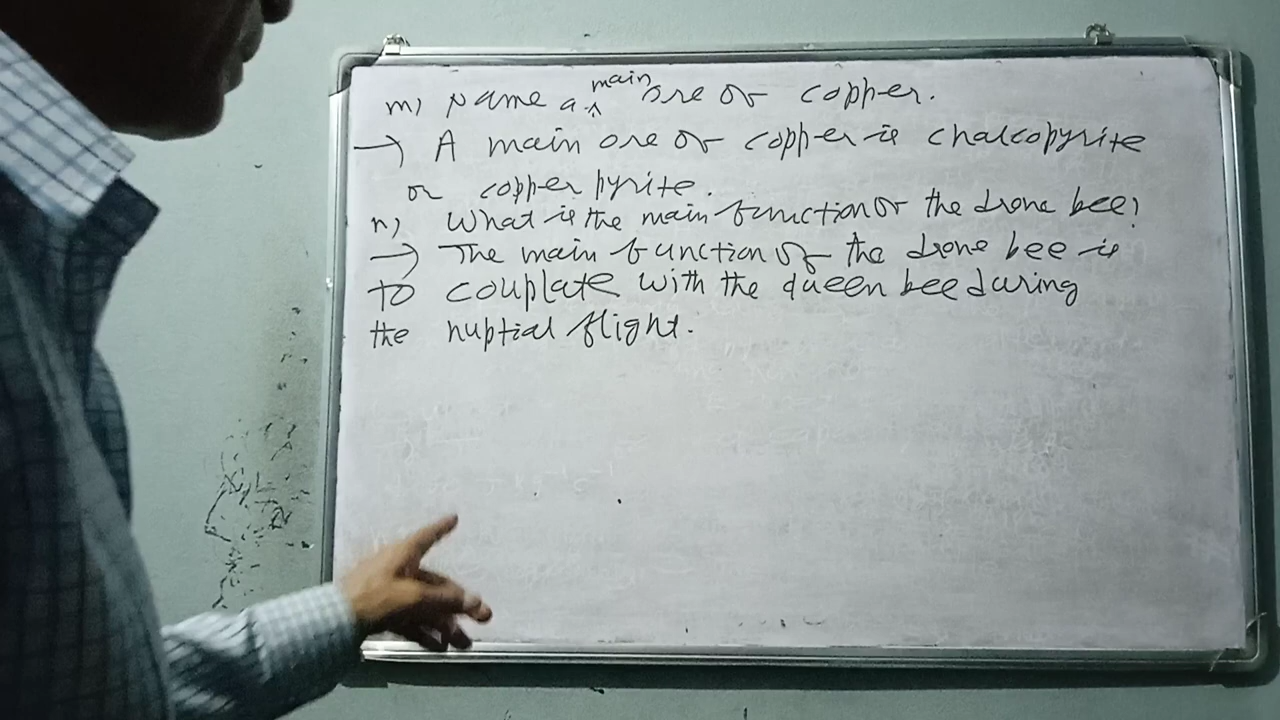 m) Name a main ore of copper.
→ A main ore of copper is chalcopyrite
or copper pyrite.
n) What is the main function of the drone bee?
→ The main function of the drone bee is
to couplate with the queen bee during
the nuptial flight.